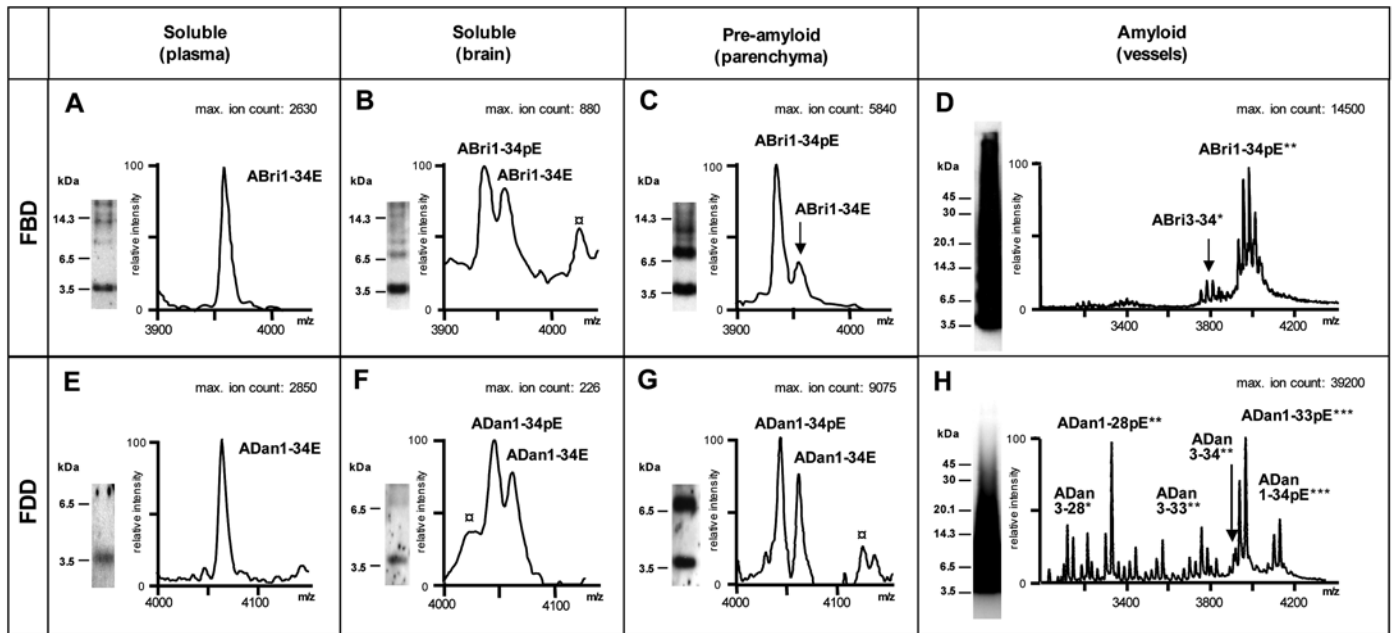 Soluble
(plasma)
Soluble
(brain)
Pre-amyloid
(parenchyma)
Amyloid
(vessels)
FBD
A
max. ion count: 2630
ABri1-34E
kDa
14.3
6.5
3.5
relative intensity
100
0
3900
4000
m/z
B
max. ion count: 880
ABri1-34pE
ABri1-34E
¤
kDa
14.3
6.5
3.5
relative intensity
100
0
3900
4000
m/z
C
max. ion count: 5840
ABri1-34pE
ABri1-34E
kDa
14.3
6.5
3.5
relative intensity
100
0
3900
4000
m/z
D
max. ion count: 14500
ABri1-34pE**
ABri3-34*
kDa
45
30
20.1
14.3
6.5
3.5
relative intensity
100
0
3400
3800
4200
m/z
FDD
E
max. ion count: 2850
ADan1-34E
kDa
6.5
3.5
relative intensity
100
0
4000
4100
m/z
F
max. ion count: 226
ADan1-34pE
ADan1-34E
¤
kDa
6.5
3.5
relative intensity
100
0
4000
4100
m/z
G
max. ion count: 9075
ADan1-34pE
ADan1-34E
¤
kDa
6.5
3.5
relative intensity
100
0
4000
4100
m/z
H
max. ion count: 39200
ADan1-28pE**
ADan
3-34**
ADan1-33pE***
ADan
3-28*
ADan
3-33**
ADan
1-34pE***
kDa
45
30
20.1
14.3
6.5
3.5
relative intensity
100
0
3400
3800
4200
m/z